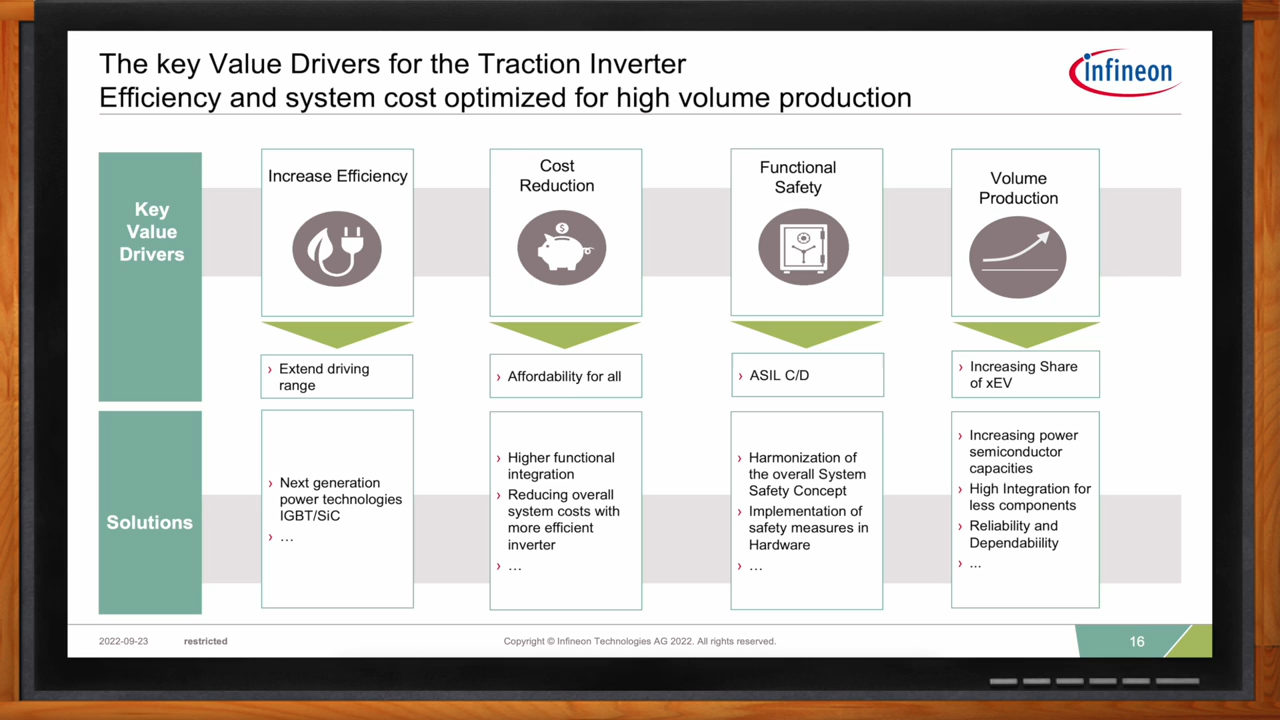 The key Value Drivers for the Traction Inverter
Efficiency and system cost optimized for high volume production
infineon
Key
Value
Drivers
Increase Efficiency
Cost
Reduction
$
Functional
Safety
Volume
Production
› Extend driving
range
› Affordability for all
› ASIL C/D
› Increasing Share
of xEV
Solutions
› Next generation
power technologies
IGBT/SiC
› …
› Higher functional
integration
› Reducing overall
system costs with
more efficient
inverter
› …
› Harmonization of
the overall System
Safety Concept
› Implementation of
safety measures in
Hardware
› …
› Increasing power
semiconductor
capacities
› High Integration for
less components
› Reliability and
Dependabiility
› ...
2022-09-23
restricted
Copyright © Infineon Technologies AG 2022. All rights reserved.
16